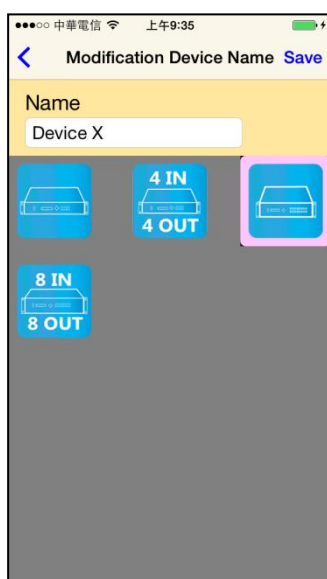 中華電信 上午9:35
Modification Device Name Save
Name
Device X
4 IN
4 OUT
8 IN
8 OUT